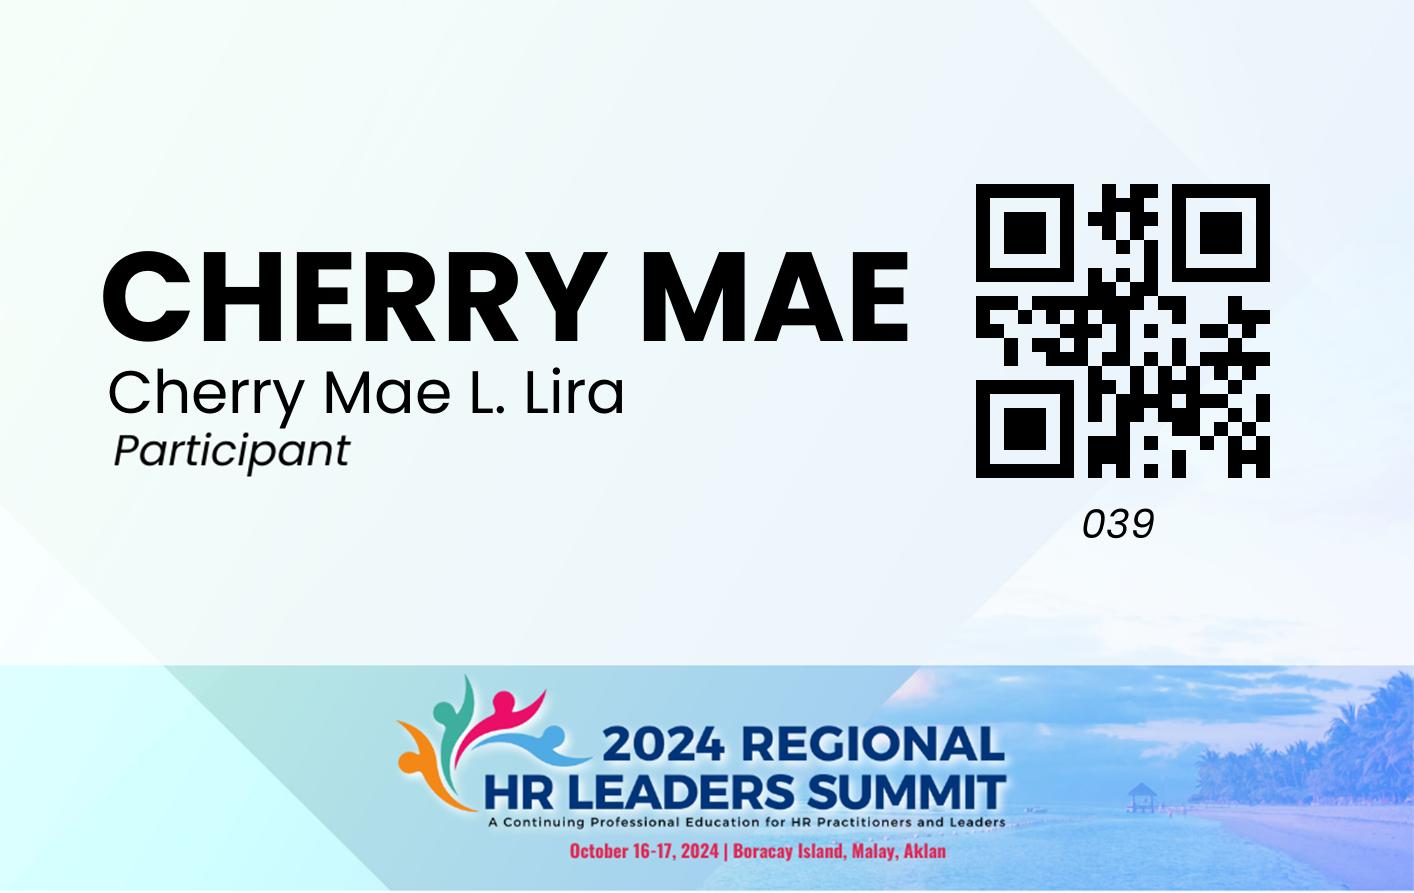 CHERRY MAE
Cherry Mae L. Lira
Participant
039
2024 REGIONAL
HR LEADERS SUMMIT
A Continuing Professional Education for HR Practitioners and Leaders
October 16-17, 2024 | Boracay Island, Malay, Aklan